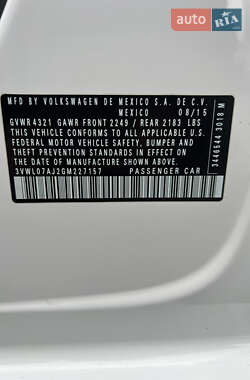 AUTO
RIA
MFD BY VOLKSWAGEN DE MEXICO S.A. DE C.V.
MÉXICO 08/15
GVWR 4321 GAWR FRONT 2249 / REAR 2183 LBS
THIS VEHICLE CONFORMS TO ALL APPLICABLE U.S.
FEDERAL MOTOR VEHICLE SAFETY, BUMPER AND
THEFT PREVENTION STANDARDS IN EFFECT ON THE
DATE OF MANUFACTURE SHOWN ABOVE.
3VWL07AJ2GM227157 PASSENGER CAR
3446544 3018 M